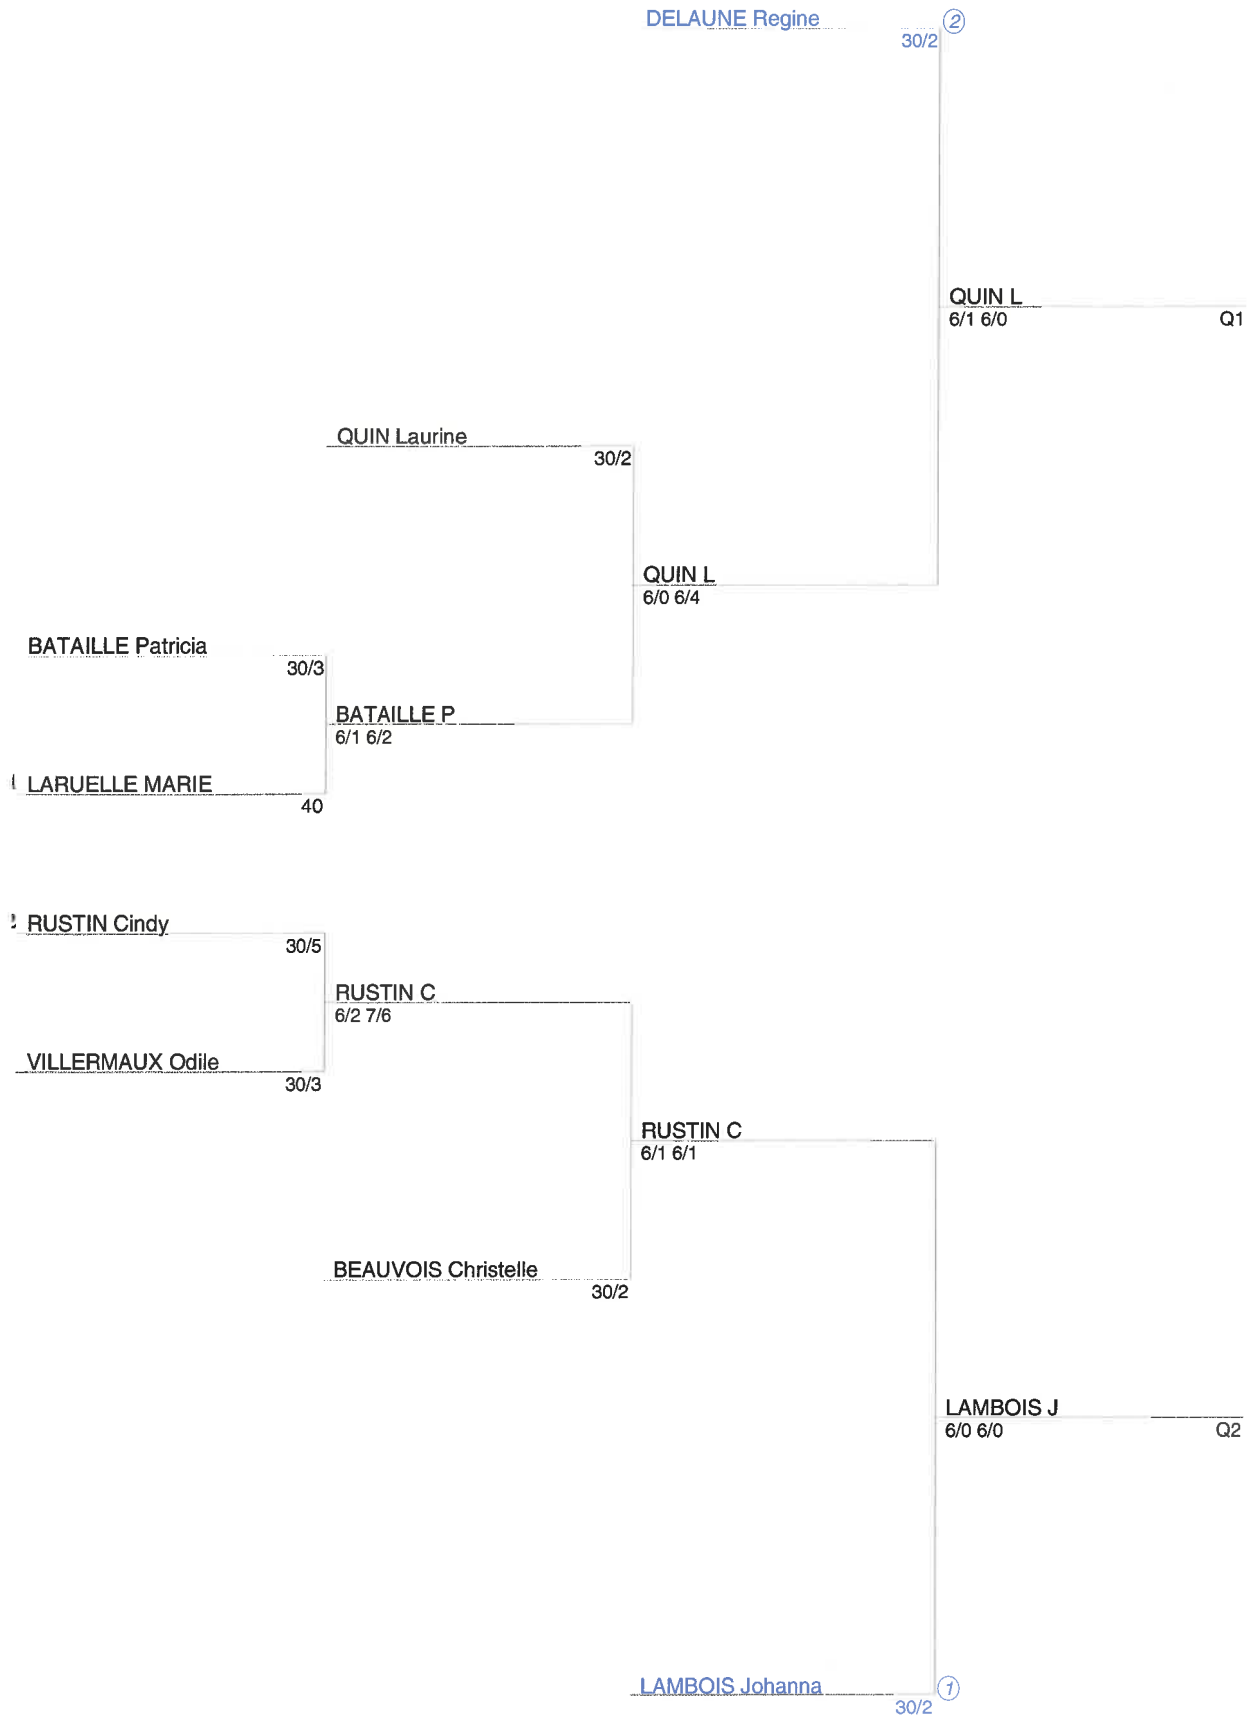 DELAUNE Regine
2
30/2
QUIN L
6/1 6/0
Q1
QUIN Laurine
30/2
QUIN L
6/0 6/4
BATAILLE Patricia
30/3
BATAILLE P
6/1 6/2
LARUELLE MARIE
40
RUSTIN Cindy
30/5
RUSTIN C
6/2 7/6
VILLERMAUX Odile
30/3
RUSTIN C
6/1 6/1
BEAUVOIS Christelle
30/2
LAMBOIS J
6/0 6/0
Q2
LAMBOIS Johanna
1
30/2